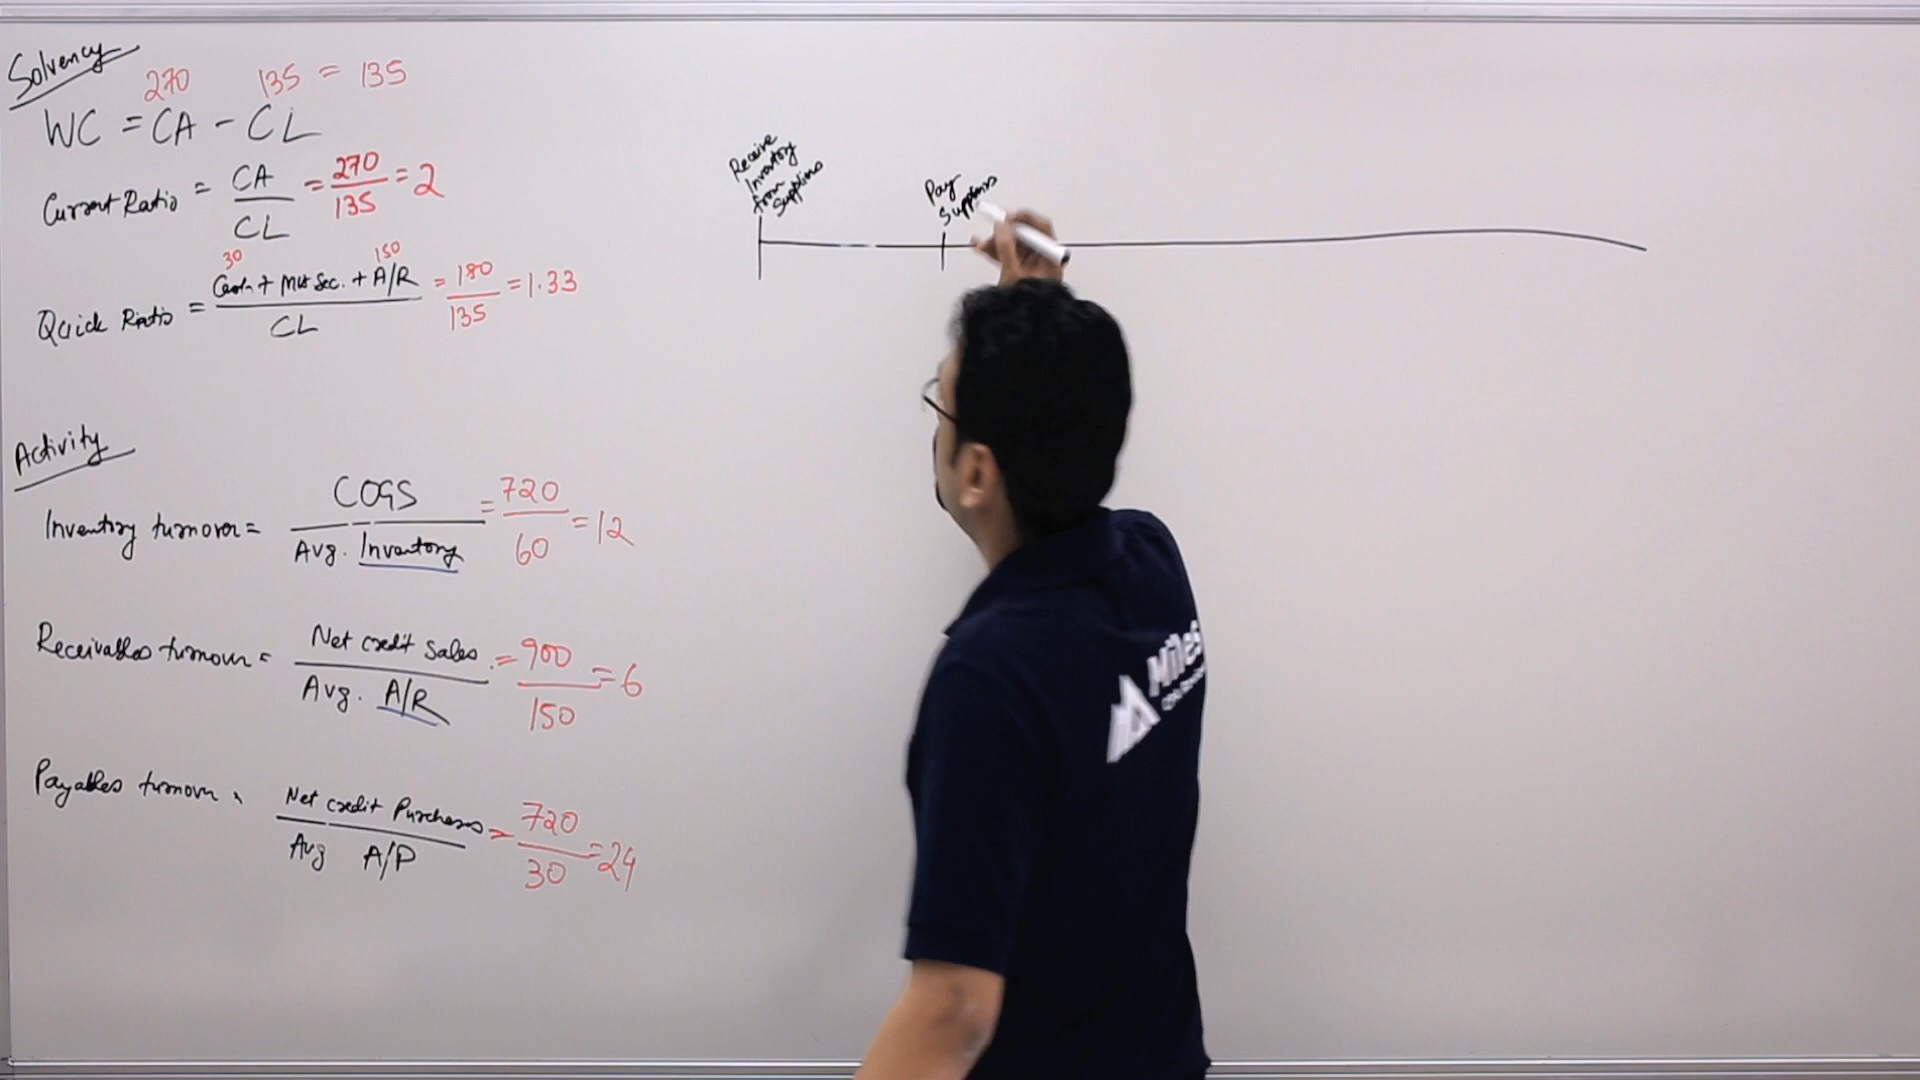 Solvency
270 135 = 135
WC = CA - CL
Current Ratio = CA / CL = 270 / 135 = 2
30 150
Quick Ratio = Cash + Mkt Sec. + A/R / CL = 180 / 135 = 1.33
Activity
Inventory turnover = COGS / Avg. Inventory = 720 / 60 = 12
Receivables turnover = Net credit sales / Avg. A/R = 900 / 150 = 6
Payables turnover = Net credit Purchases / Avg A/P = 720 / 30 = 24
Receive
Inventory
from
Suppliers
Pay
Suppliers
Miles